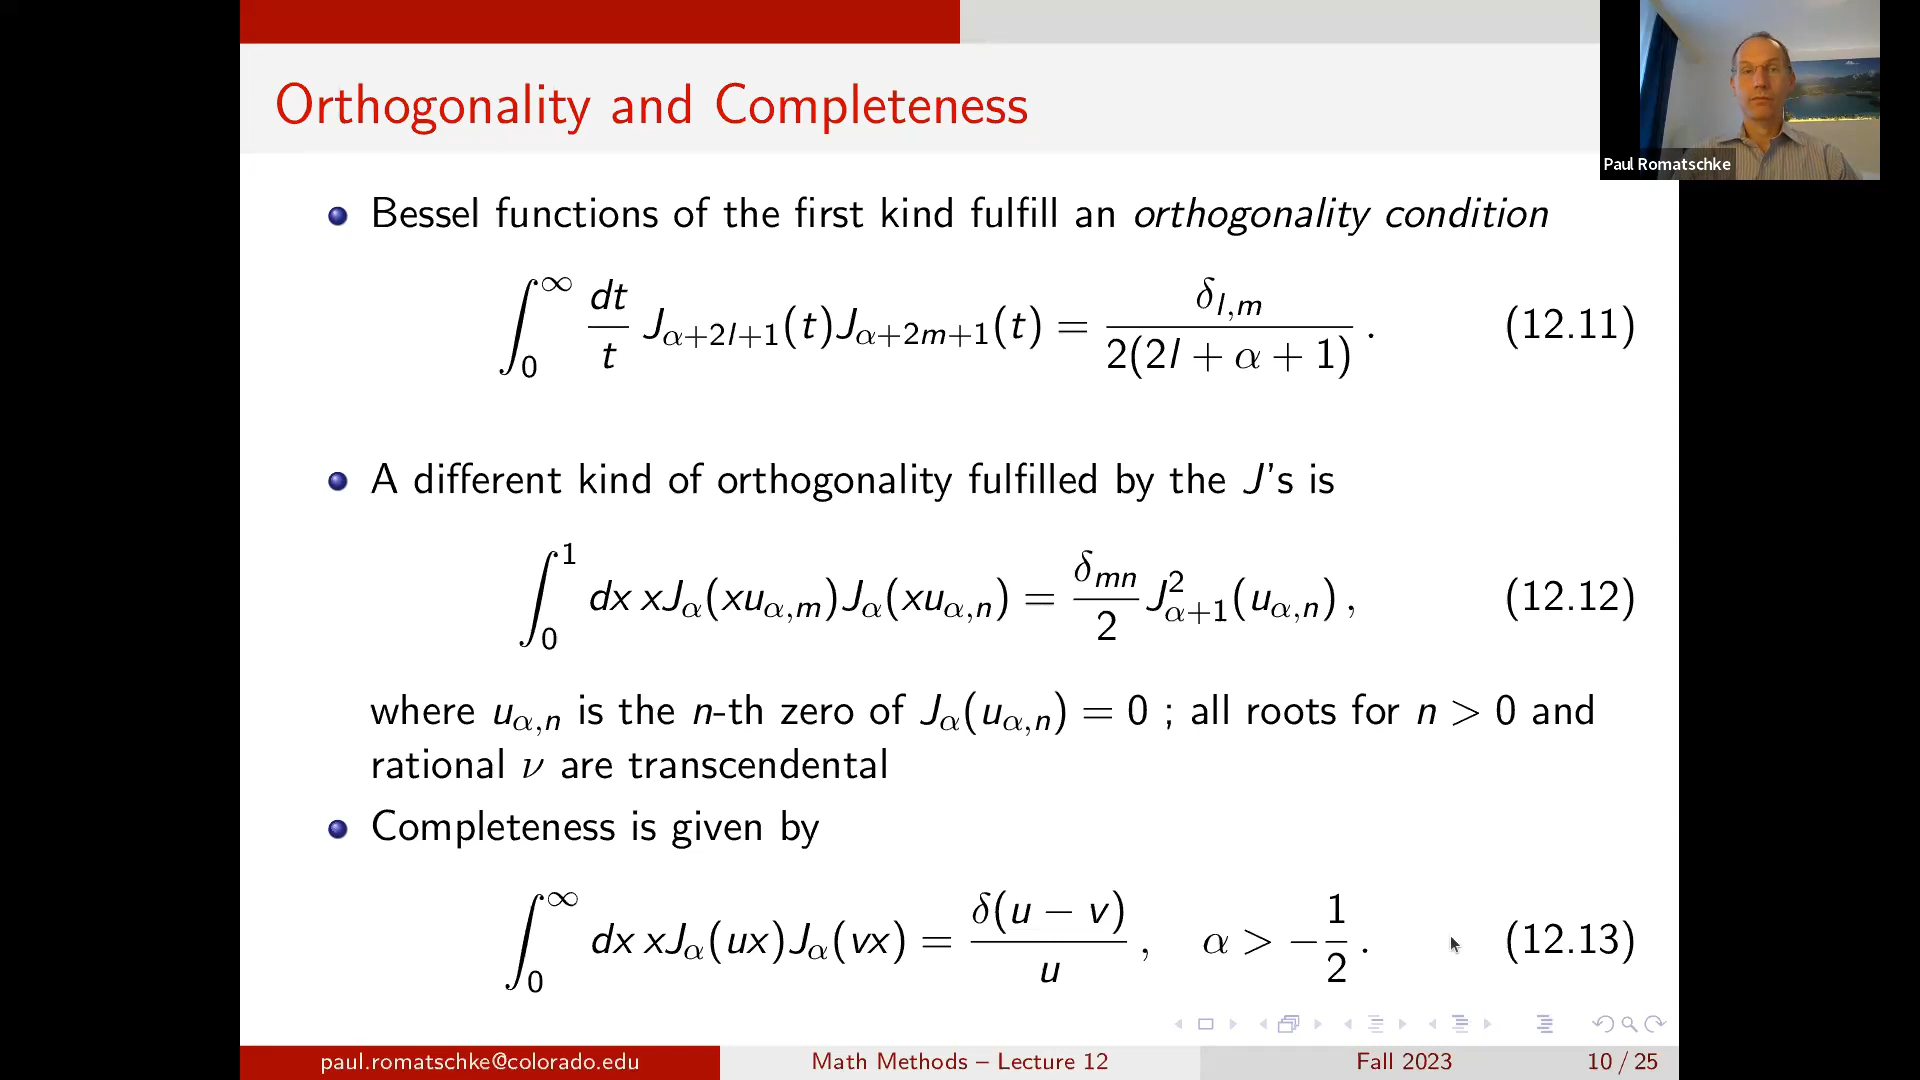 Orthogonality and Completeness
Paul Romatschke
Bessel functions of the first kind fulfill an orthogonality condition
∫₀^∞ dt/t J_{α+2l+1}(t)J_{α+2m+1}(t) = δ_{l,m} / 2(2l + α + 1) . (12.11)
A different kind of orthogonality fulfilled by the J's is
∫₀^1 dx xJ_α(xu_{α,m})J_α(xu_{α,n}) = δ_{mn}/2 J²_{α+1}(u_{α,n}) , (12.12)
where u_{α,n} is the n-th zero of J_α(u_{α,n}) = 0 ; all roots for n > 0 and
rational ν are transcendental
Completeness is given by
∫₀^∞ dx xJ_α(ux)J_α(vx) = δ(u − v)/u , α > −1/2 . (12.13)
paul.romatschke@colorado.edu Math Methods – Lecture 12 Fall 2023 10 / 25